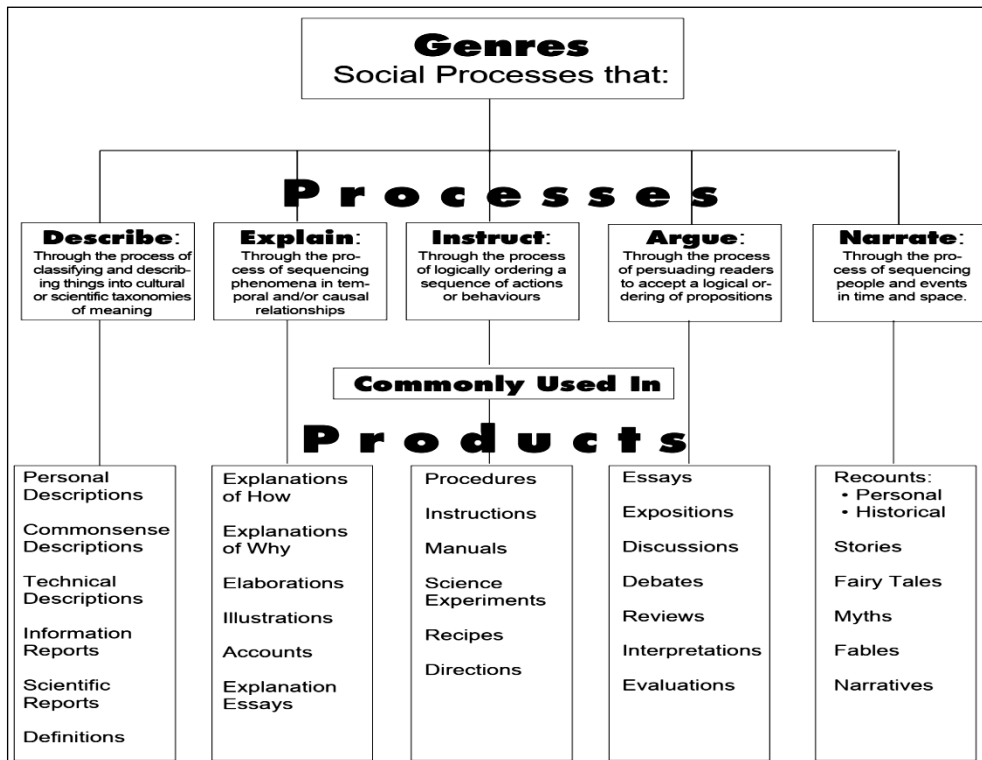 Genres
Social Processes that:
Processes
Describe:
Through the process of
classifying and describ-
ing things into cultural
or scientific taxonomies
of meaning
Explain:
Through the pro-
cess of sequencing
phenomena in tem-
poral and/or causal
relationships
Instruct:
Through the process
of logically ordering a
sequence of actions
or behaviours
Argue:
Through the process
of persuading readers
to accept a logical or-
dering of propositions
Narrate:
Through the pro-
cess of sequencing
people and events
in time and space.
Commonly Used In
Products
Personal
Descriptions
Commonsense
Descriptions
Technical
Descriptions
Information
Reports
Scientific
Reports
Definitions
Explanations
of How
Explanations
of Why
Elaborations
Illustrations
Accounts
Explanation
Essays
Procedures
Instructions
Manuals
Science
Experiments
Recipes
Directions
Essays
Expositions
Discussions
Debates
Reviews
Interpretations
Evaluations
Recounts:
• Personal
• Historical
Stories
Fairy Tales
Myths
Fables
Narratives